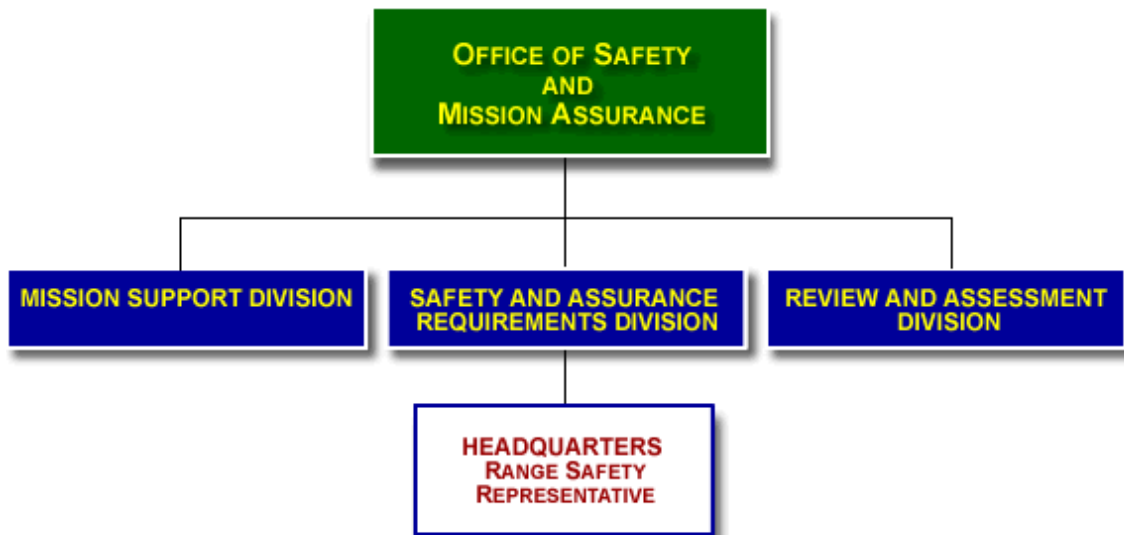 OFFICE OF SAFETY
AND
MISSION ASSURANCE
MISSION SUPPORT DIVISION
SAFETY AND ASSURANCE
REQUIREMENTS DIVISION
REVIEW AND ASSESSMENT
DIVISION
HEADQUARTERS
RANGE SAFETY
REPRESENTATIVE